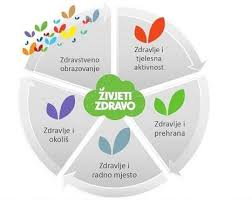 Zdravstveno
obrazovanje
Zdravlje i
tjelesna
aktivnost
ŽIVJETI
ZDRAVO
Zdravlje i
okoliš
Zdravlje i
prehrana
Zdravlje i
radno mjesto